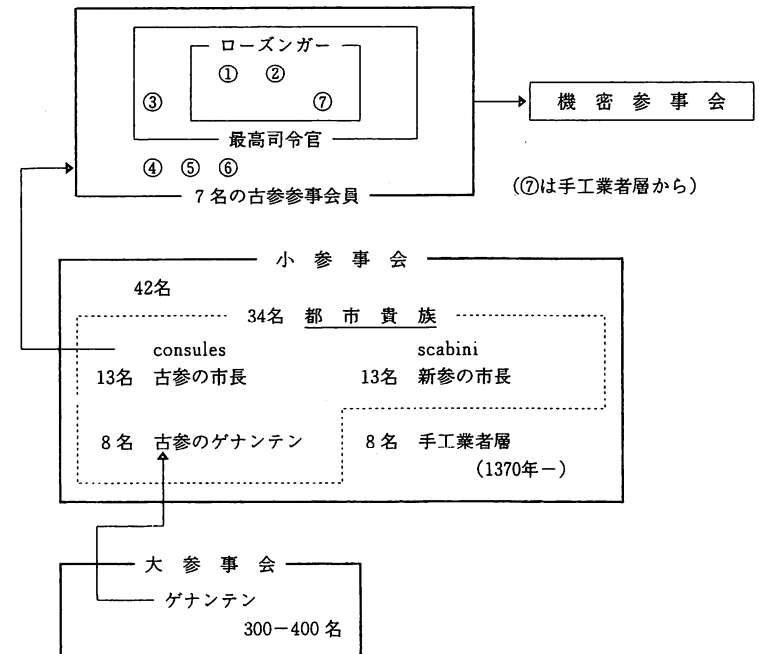 ローズンガー
① ②
③ ⑦
最高司令官
④ ⑤ ⑥
7名の古参参事会員
機密参事会
(⑦は手工業者層から)
小参事会
42名
34名 都市貴族
consules scabini
13名 古参の市長 13名 新参の市長
8名 古参のゲナンテン 8名 手工業者層
(1370年−)
大参事会
ゲナンテン
300−400名